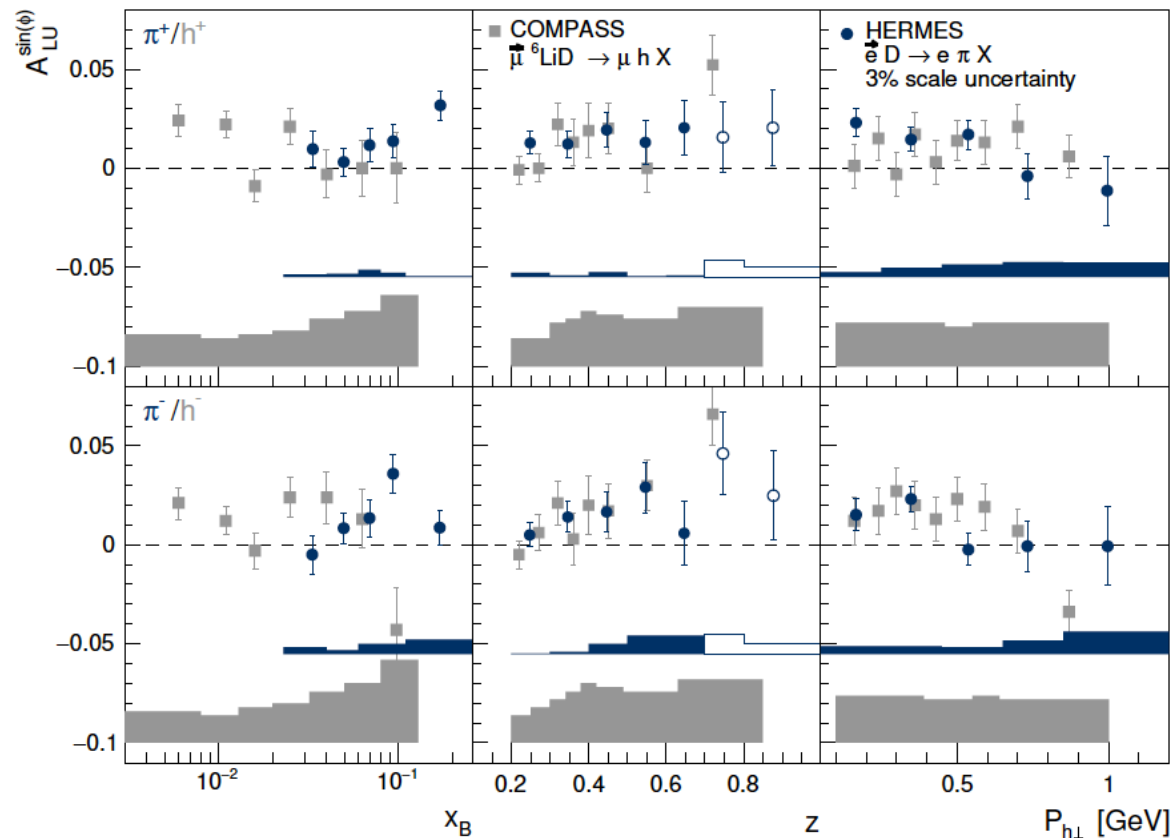 A_LU^sin(ϕ)
π⁺/h⁺
COMPASS
μ ⁶LiD → μ h X
HERMES
e D → e π X
3% scale uncertainty
0.05
0
−0.05
−0.1
π⁻/h⁻
0.05
0
−0.05
−0.1
10⁻² 10⁻¹ 0.2 0.4 0.6 0.8 0.5 1
x_B z P_h⊥ [GeV]